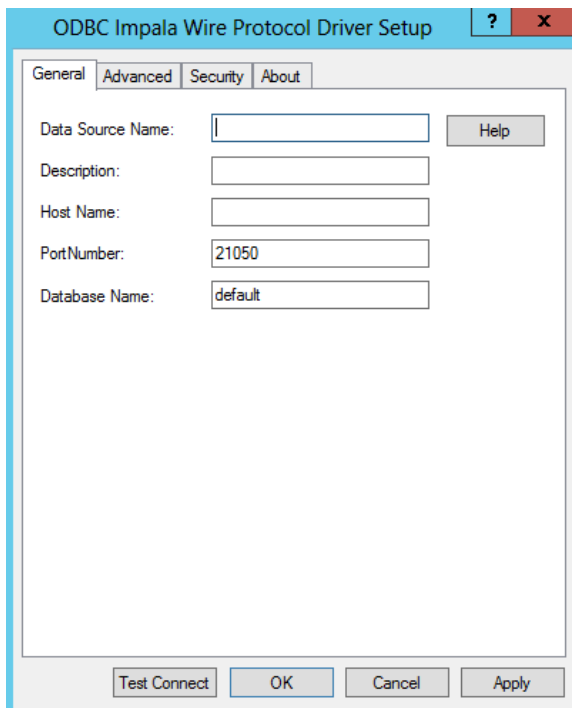 ODBC Impala Wire Protocol Driver Setup ? x
General Advanced Security About
Data Source Name: Help
Description:
Host Name:
PortNumber: 21050
Database Name: default
Test Connect OK Cancel Apply